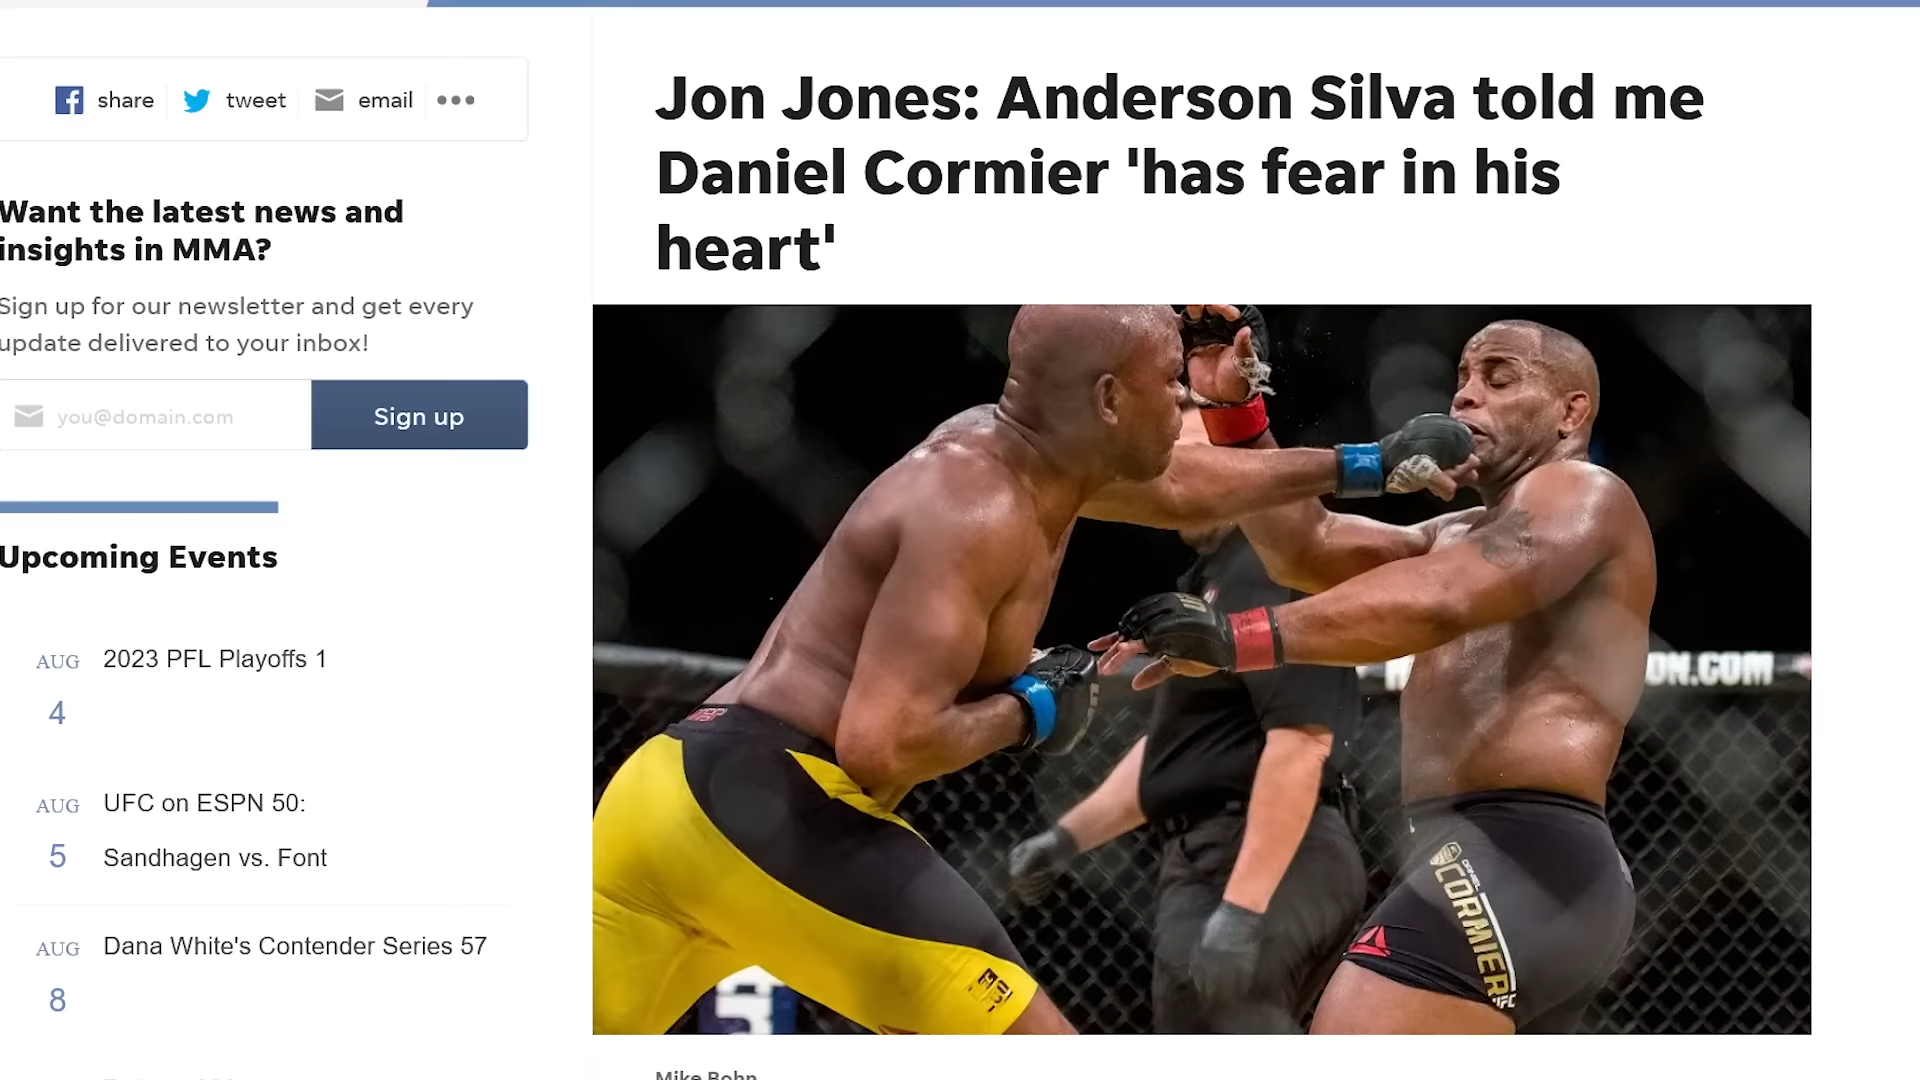 share tweet email
Want the latest news and
insights in MMA?
Sign up for our newsletter and get every
update delivered to your inbox!
you@domain.com Sign up
Upcoming Events
AUG 2023 PFL Playoffs 1
4
AUG UFC on ESPN 50:
5 Sandhagen vs. Font
AUG Dana White's Contender Series 57
8
Jon Jones: Anderson Silva told me
Daniel Cormier 'has fear in his
heart'
ON.COM
CORMIER
UFC
Mike Bohn